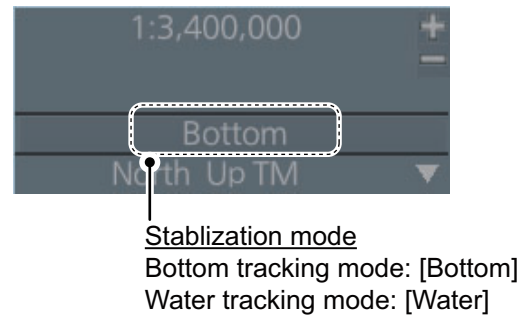 1:3,400,000
+
−
Bottom
North Up TM
▼
Stablization mode
Bottom tracking mode: [Bottom]
Water tracking mode: [Water]